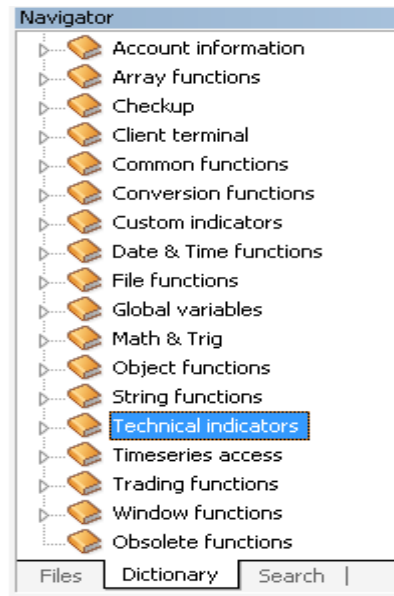 Navigator
Account information
Array functions
Checkup
Client terminal
Common functions
Conversion functions
Custom indicators
Date & Time functions
File functions
Global variables
Math & Trig
Object functions
String functions
Technical indicators
Timeseries access
Trading functions
Window functions
Obsolete functions
Files Dictionary Search |